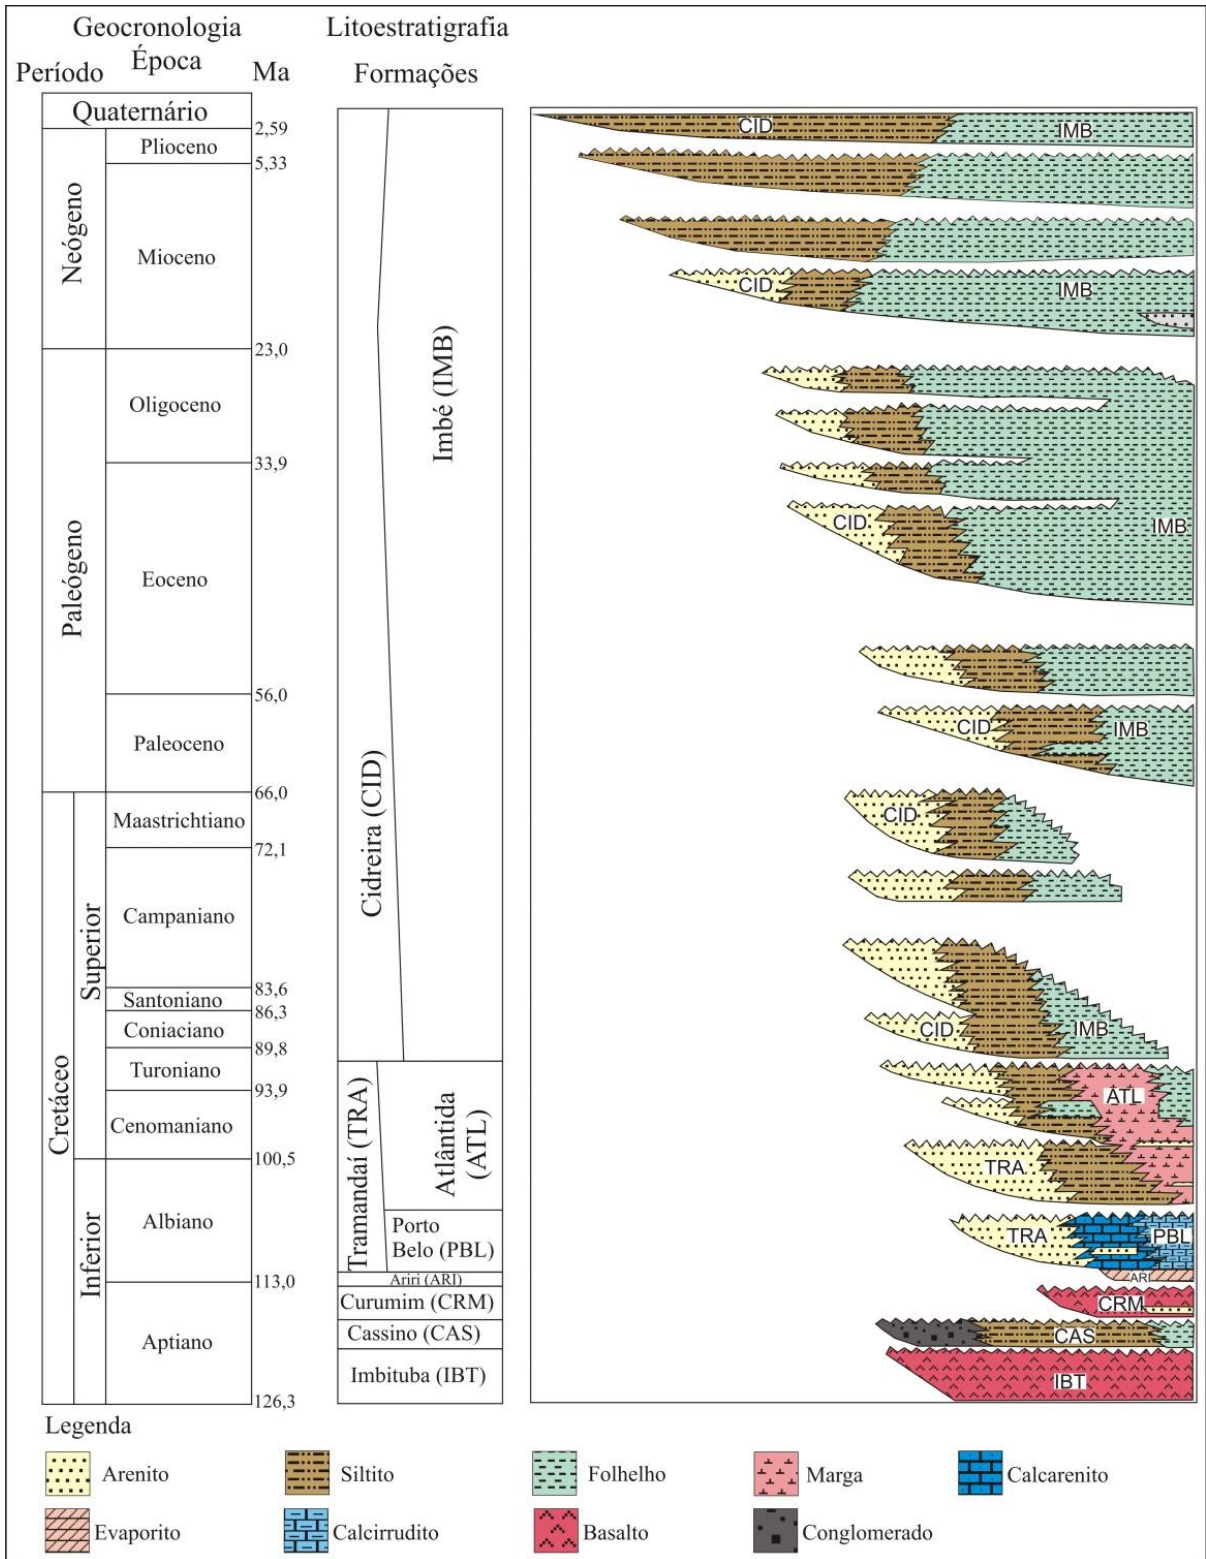 Geocronologia
Litoestratigrafia
Período
Época
Ma
Formações
Quaternário
2,59
Plioceno
5,33
Neógeno
Mioceno
23,0
Oligoceno
33,9
Paleógeno
Eoceno
56,0
Paleoceno
66,0
Maastrichtiano
72,1
Campaniano
83,6
Santoniano
86,3
Coniaciano
89,8
Turoniano
93,9
Cenomaniano
100,5
Albiano
113,0
Aptiano
126,3
Cretáceo
Superior
Inferior
Imbé (IMB)
Cidreira (CID)
Tramandaí (TRA)
Atlântida
(ATL)
Porto
Belo (PBL)
Ariri (ARI)
Curumim (CRM)
Cassino (CAS)
Imbituba (IBT)
CID IMB
CID IMB
CID IMB
CID IMB
CID
CID IMB
ATL
TRA
TRA PBL
ARI
CRM
CAS
IBT
Legenda
Arenito Siltito Folhelho Marga Calcarenito
Evaporito Calcirrudito Basalto Conglomerado